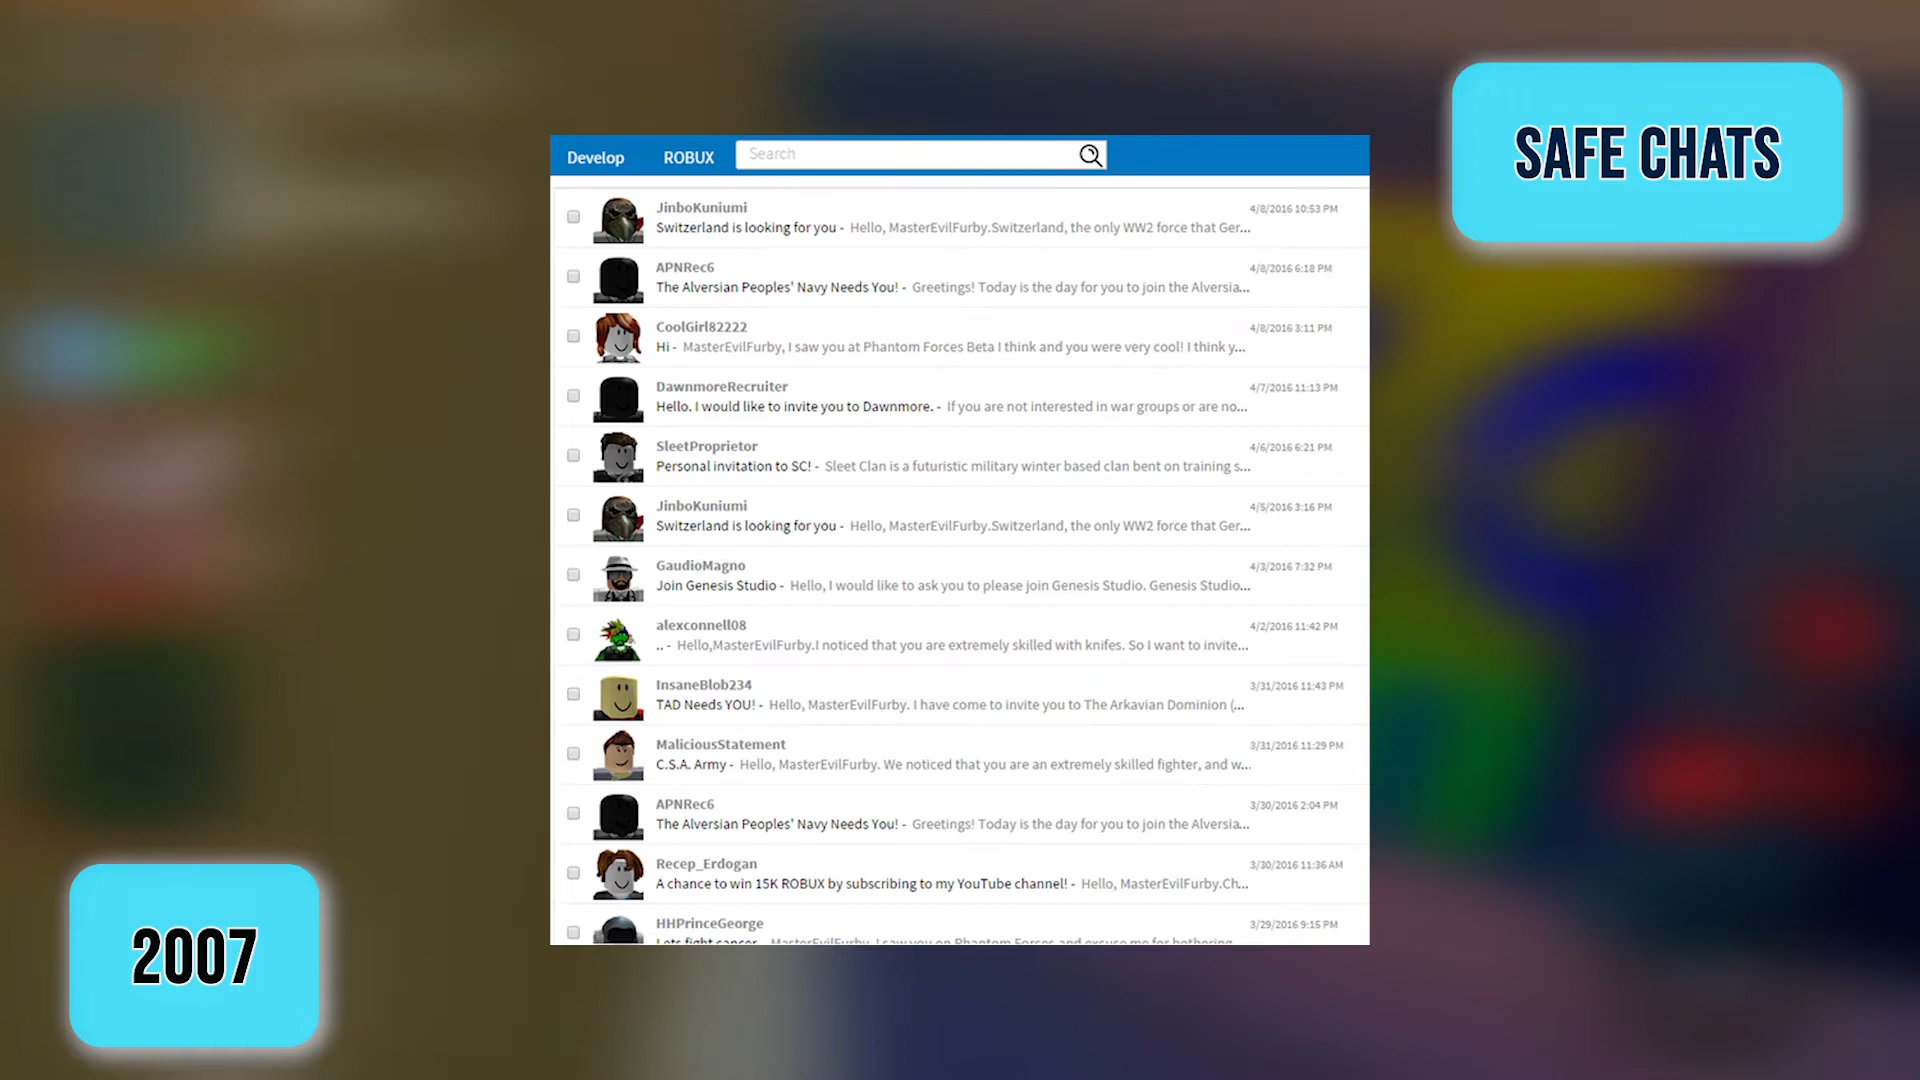 SAFE CHATS
Develop ROBUX Search
JinboKuniumi 4/8/2016 10:53 PM
Switzerland is looking for you - Hello, MasterEvilFurby.Switzerland, the only WW2 force that Ger...
APNRec6 4/8/2016 6:18 PM
The Alversian Peoples' Navy Needs You! - Greetings! Today is the day for you to join the Alversia...
CoolGirl82222 4/8/2016 3:11 PM
Hi - MasterEvilFurby, I saw you at Phantom Forces Beta I think and you were very cool! I think y...
DawnmoreRecruiter 4/7/2016 11:13 PM
Hello. I would like to invite you to Dawnmore. - If you are not interested in war groups or are no...
SleetProprietor 4/6/2016 6:21 PM
Personal invitation to SC! - Sleet Clan is a futuristic military winter based clan bent on training s...
JinboKuniumi 4/5/2016 3:16 PM
Switzerland is looking for you - Hello, MasterEvilFurby.Switzerland, the only WW2 force that Ger...
GaudioMagno 4/3/2016 7:32 PM
Join Genesis Studio - Hello, I would like to ask you to please join Genesis Studio. Genesis Studio...
alexconnell08 4/2/2016 11:42 PM
.. - Hello,MasterEvilFurby.I noticed that you are extremely skilled with knifes. So I want to invite...
InsaneBlob234 3/31/2016 11:43 PM
TAD Needs YOU! - Hello, MasterEvilFurby. I have come to invite you to The Arkavian Dominion (...
MaliciousStatement 3/31/2016 11:29 PM
C.S.A. Army - Hello, MasterEvilFurby. We noticed that you are an extremely skilled fighter, and w...
APNRec6 3/30/2016 2:04 PM
The Alversian Peoples' Navy Needs You! - Greetings! Today is the day for you to join the Alversia...
Recep_Erdogan 3/30/2016 11:36 AM
A chance to win 15K ROBUX by subscribing to my YouTube channel! - Hello, MasterEvilFurby.Ch...
HHPrinceGeorge 3/29/2016 9:15 PM
Lets fight cancer - MasterEvilFurby, I saw you on Phantom Forces and excuse me for bothering
2007